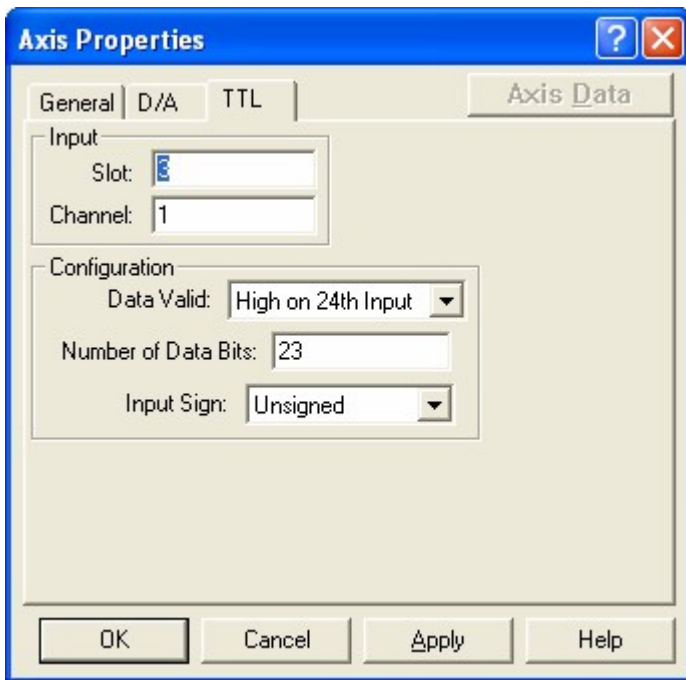 Axis Properties
General D/A TTL Axis Data
Input
Slot: 3
Channel: 1
Configuration
Data Valid: High on 24th Input
Number of Data Bits: 23
Input Sign: Unsigned
OK Cancel Apply Help